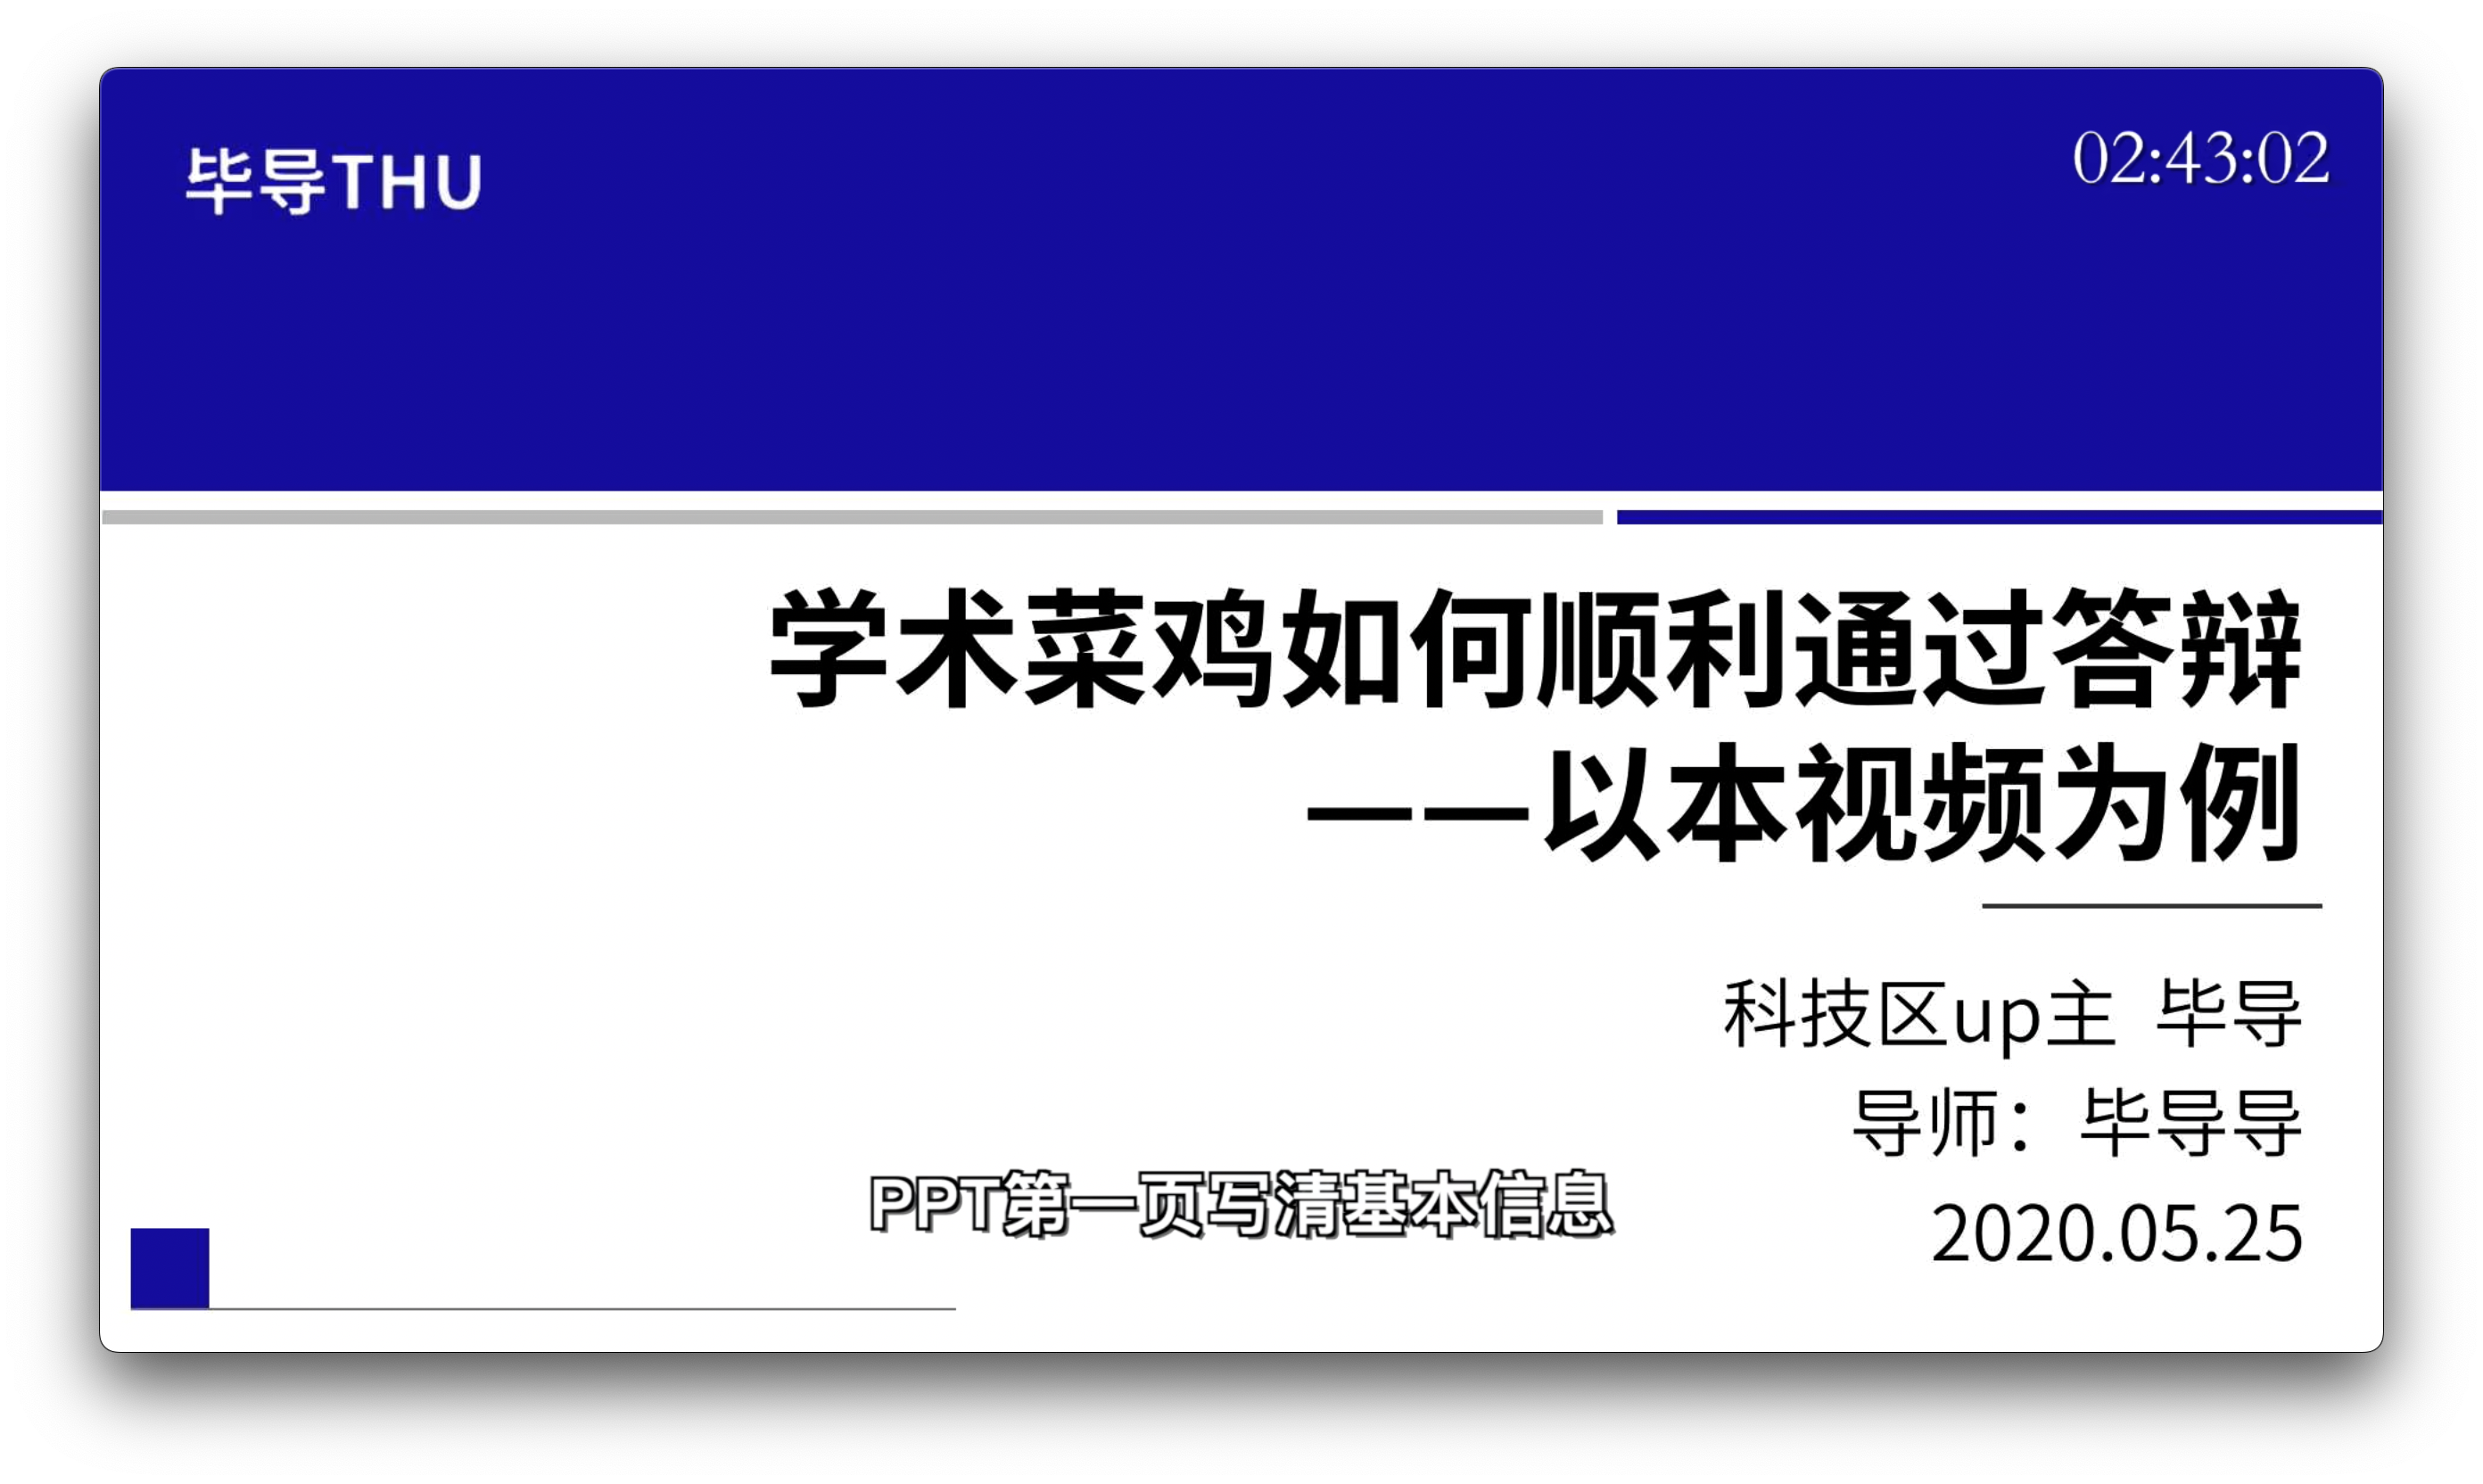 毕导THU
02:43:02
学术菜鸡如何顺利通过答辩
——以本视频为例
科技区up主 毕导
导师：毕导导
PPT第一页写清基本信息
2020.05.25